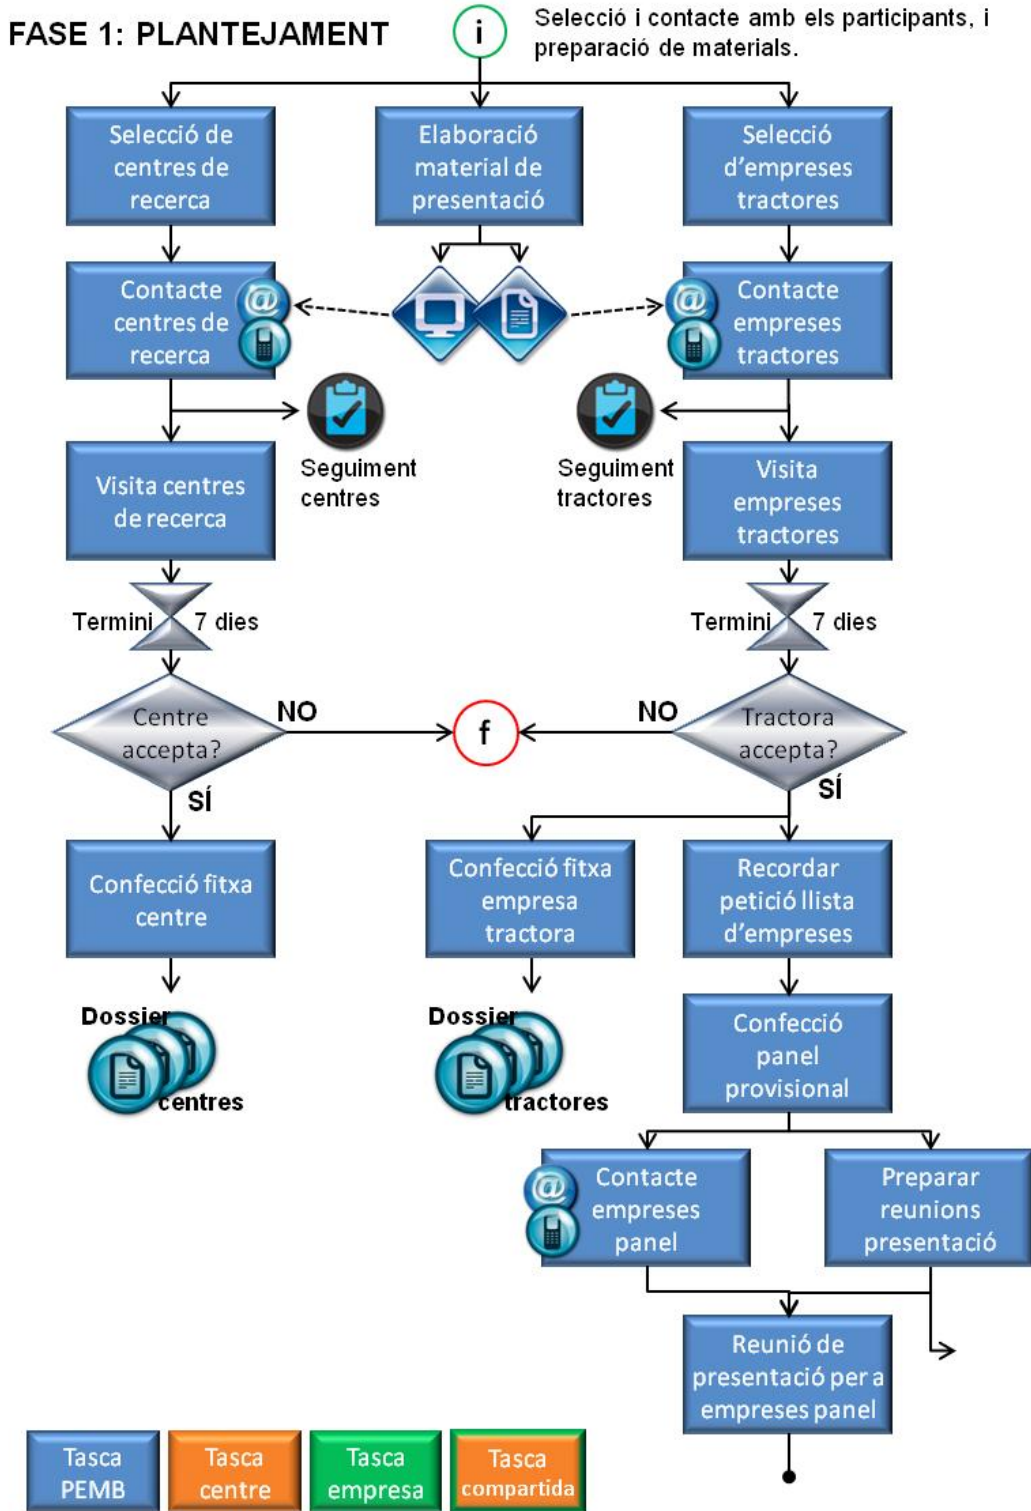 FASE 1: PLANTEJAMENT
i
Selecció i contacte amb els participants, i
preparació de materials.
Selecció de
centres de
recerca
Elaboració
material de
presentació
Selecció
d'empreses
tractores
Contacte
centres de
recerca
@
@
Contacte
empreses
tractores
Seguiment
centres
Seguiment
tractores
Visita centres
de recerca
Visita
empreses
tractores
Termini 7 dies
Termini 7 dies
Centre
accepta?
NO
f
NO
Tractora
accepta?
SÍ
SÍ
Confecció fitxa
centre
Confecció fitxa
empresa
tractora
Recordar
petició llista
d'empreses
Dossier
centres
Dossier
tractores
Confecció
panel
provisional
@
Contacte
empreses
panel
Preparar
reunions
presentació
Reunió de
presentació per a
empreses panel
Tasca
PEMB
Tasca
centre
Tasca
empresa
Tasca
compartida